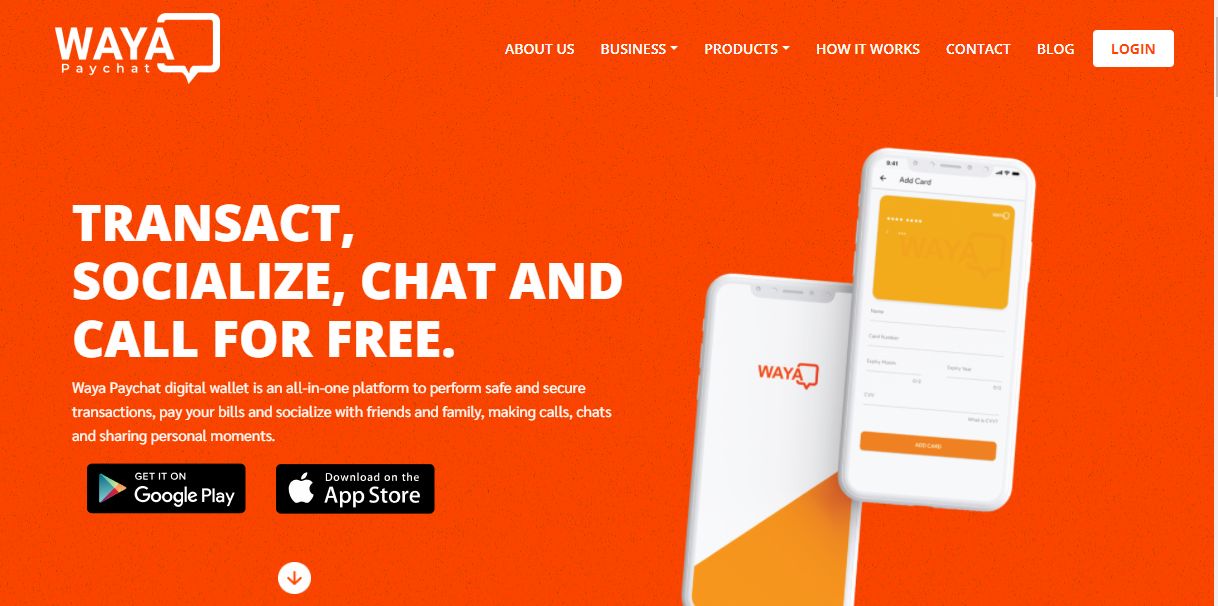 WAYA
Paychat
ABOUT US BUSINESS PRODUCTS HOW IT WORKS CONTACT BLOG LOGIN
TRANSACT,
SOCIALIZE, CHAT AND
CALL FOR FREE.
Waya Paychat digital wallet is an all-in-one platform to perform safe and secure
transactions, pay your bills and socialize with friends and family, making calls, chats
and sharing personal moments.
GET IT ON
Google Play
Download on the
App Store
WAYA
9:41
Add Card
WAYA
Name
Card Number
Expiry Month
Expiry Year
CVV
What is CVV?
ADD CARD